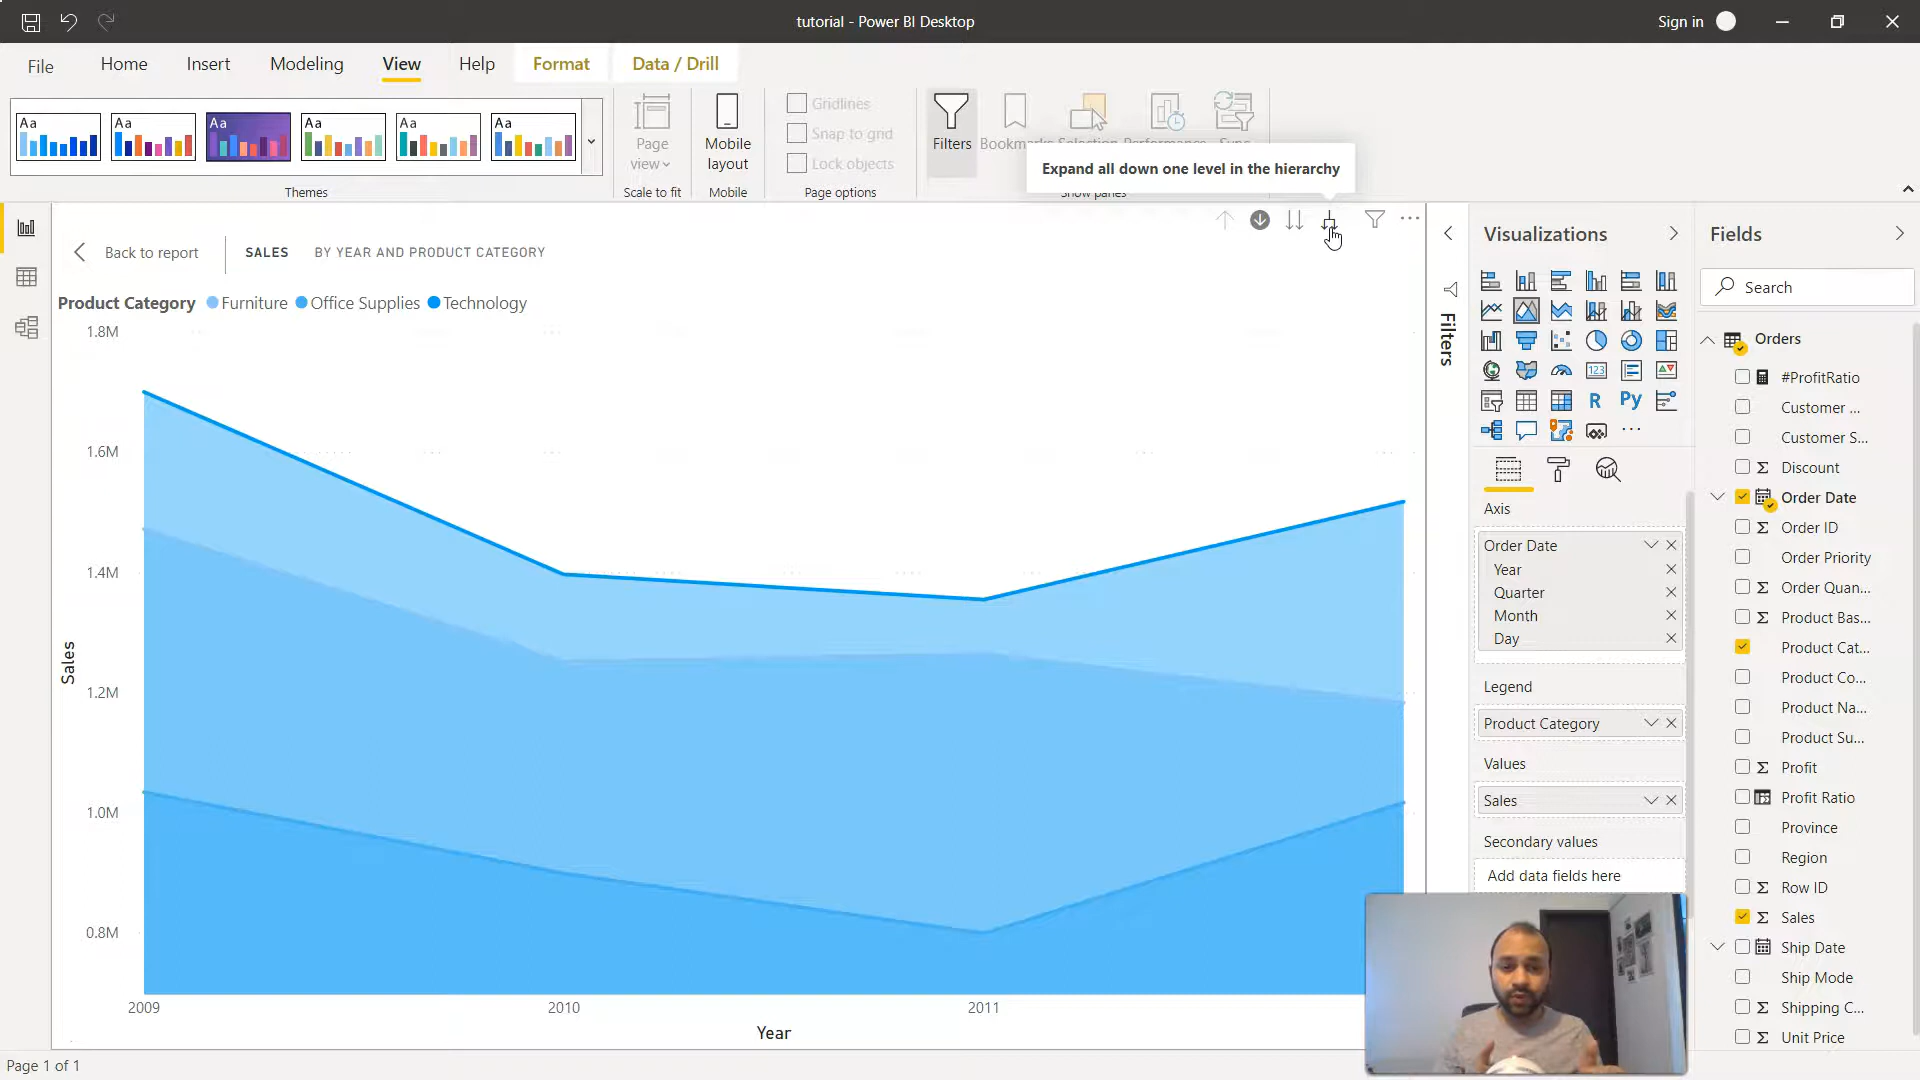 tutorial - Power BI Desktop
Sign in
File
Home
Insert
Modeling
View
Help
Format
Data / Drill
Aa
Aa
Aa
Aa
Aa
Aa
Themes
Page
view
Scale to fit
Mobile
layout
Mobile
Gridlines
Snap to grid
Lock objects
Page options
Filters
Expand all down one level in the hierarchy
Show panes
Back to report
SALES
BY YEAR AND PRODUCT CATEGORY
Product Category
Furniture
Office Supplies
Technology
1.8M
1.6M
1.4M
1.2M
1.0M
0.8M
Sales
2009
2010
2011
Year
Filters
Visualizations
123
R
Py
Axis
Order Date
Year
Quarter
Month
Day
Legend
Product Category
Values
Sales
Secondary values
Add data fields here
Fields
Search
Orders
#ProfitRatio
Customer ...
Customer S...
Discount
Order Date
Order ID
Order Priority
Order Quan...
Product Bas...
Product Cat...
Product Co...
Product Na...
Product Su...
Profit
Profit Ratio
Province
Region
Row ID
Sales
Ship Date
Ship Mode
Shipping C...
Unit Price
Page 1 of 1